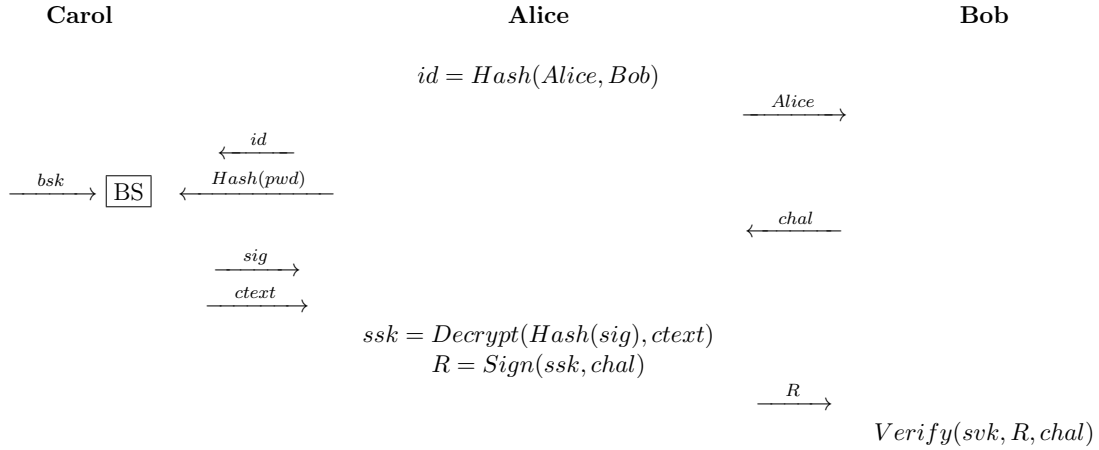 Carol Alice Bob
id = Hash(Alice, Bob)
Alice
id
bsk BS Hash(pwd)
chal
sig
ctext
ssk = Decrypt(Hash(sig), ctext)
R = Sign(ssk, chal)
R
Verify(svk, R, chal)